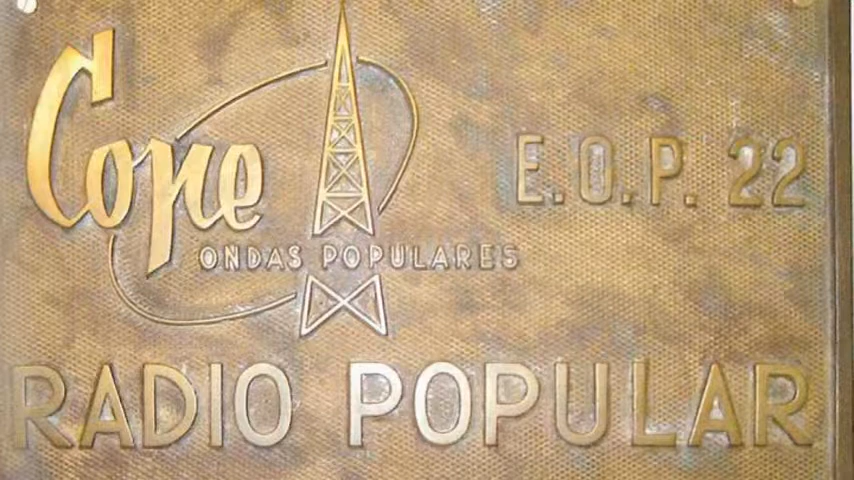 Cope
E.O.P. 22
ONDAS POPULARES
RADIO POPULAR